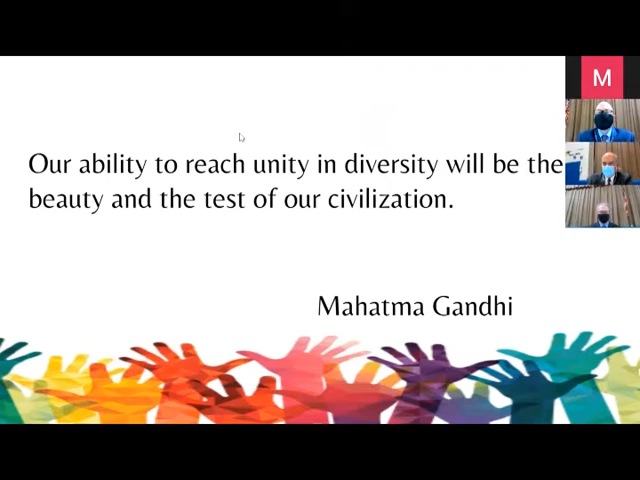 M
Our ability to reach unity in diversity will be the
beauty and the test of our civilization.
Mahatma Gandhi